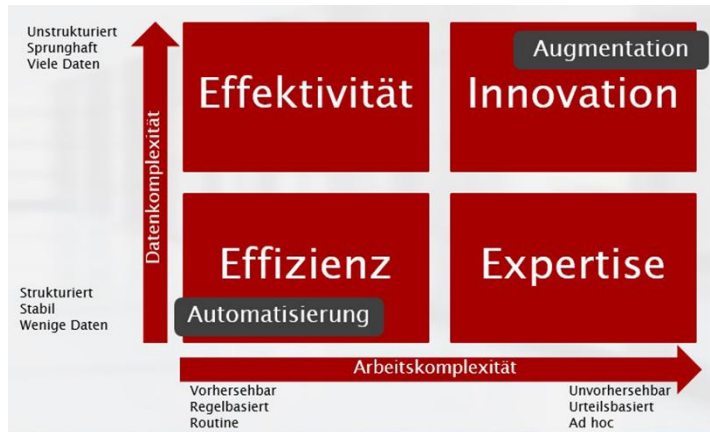 Unstrukturiert
Sprunghaft
Viele Daten
Datenkomplexität
Effektivität
Augmentation
Innovation
Effizienz
Expertise
Strukturiert
Stabil
Wenige Daten
Automatisierung
Arbeitskomplexität
Vorhersehbar
Regelbasiert
Routine
Unvorhersehbar
Urteilsbasiert
Ad hoc